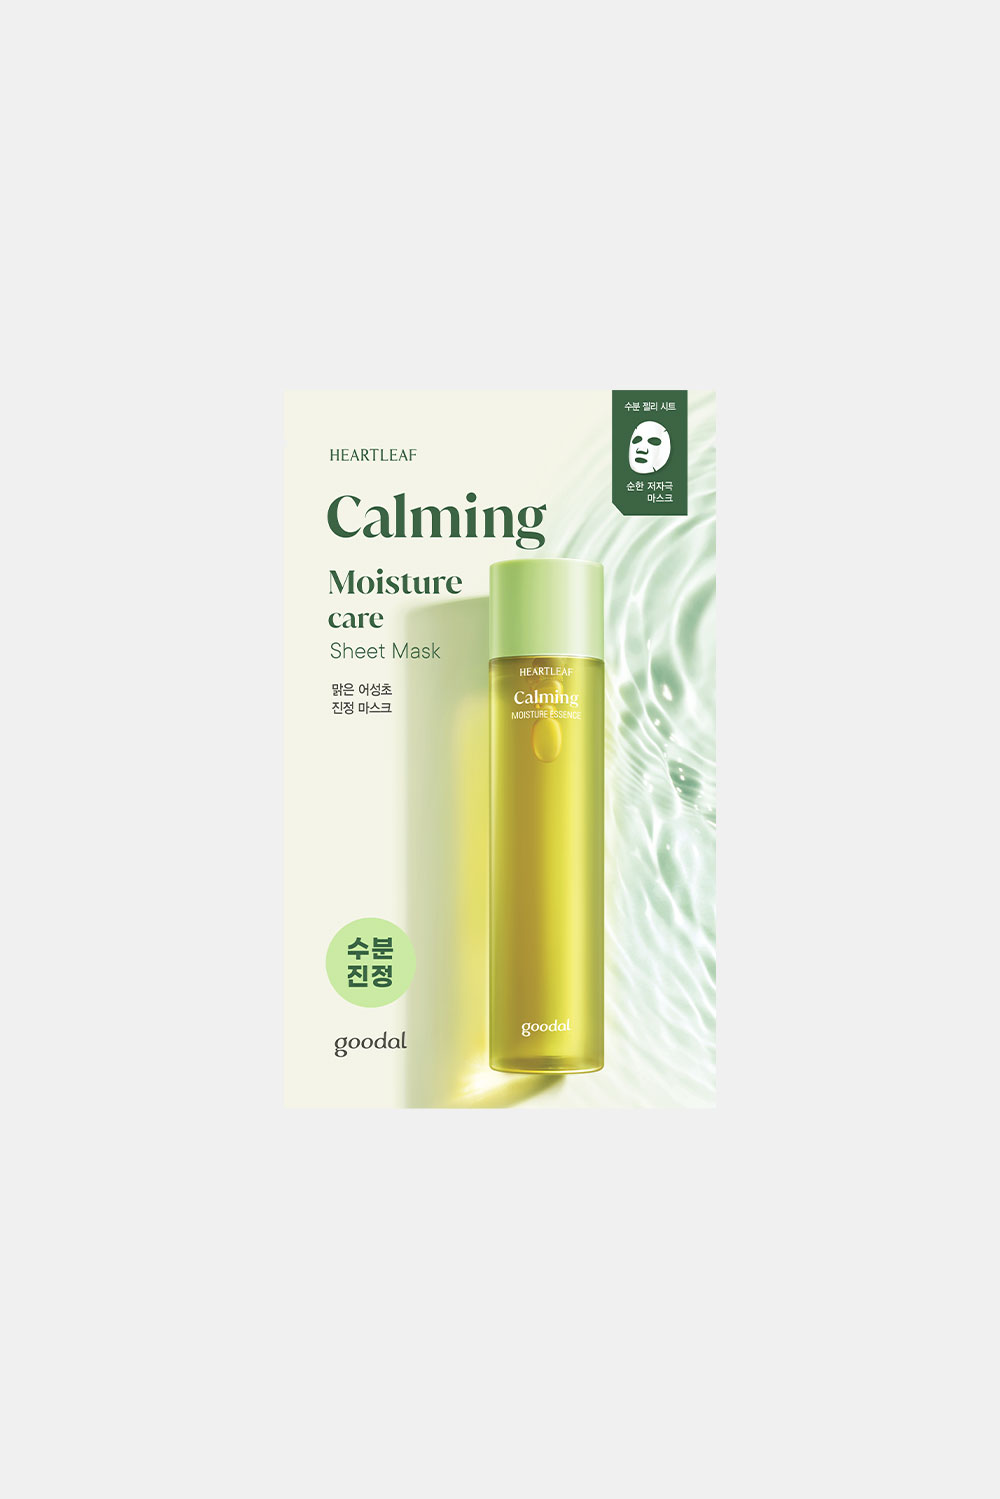 수분 젤리 시트
순한 저자극
마스크
HEARTLEAF
Calming
Moisture
care
Sheet Mask
맑은 어성초
진정 마스크
HEARTLEAF
Calming
MOISTURE ESSENCE
수분
진정
goodal
goodal